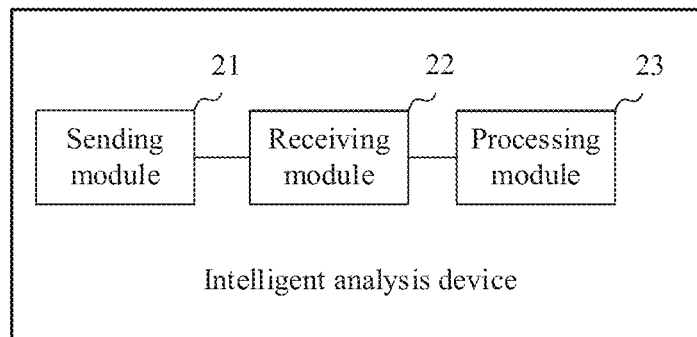 21
22
23
Sending
module
Receiving
module
Processing
module
Intelligent analysis device